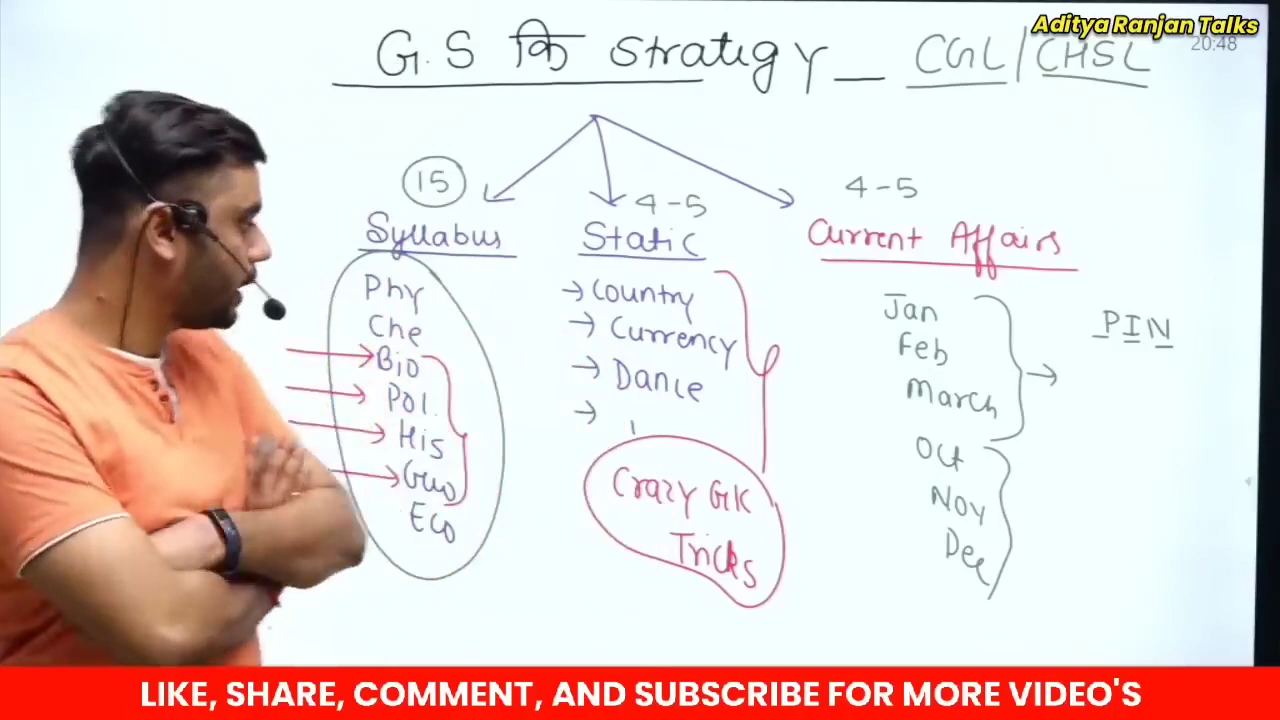 Aditya Ranjan Talks
20:48
G.S कि Strategy _ CGL/CHSL
15
4-5
4-5
Syllabus
Phy
Che
Bio
Pol.
His
Geo
Eco
Static
→ Country
→ Currency
→ Dance
→
Crazy GK
Tricks
Current Affairs
Jan
Feb
March
Oct
Nov
Dec
→ PIN
LIKE, SHARE, COMMENT, AND SUBSCRIBE FOR MORE VIDEO'S